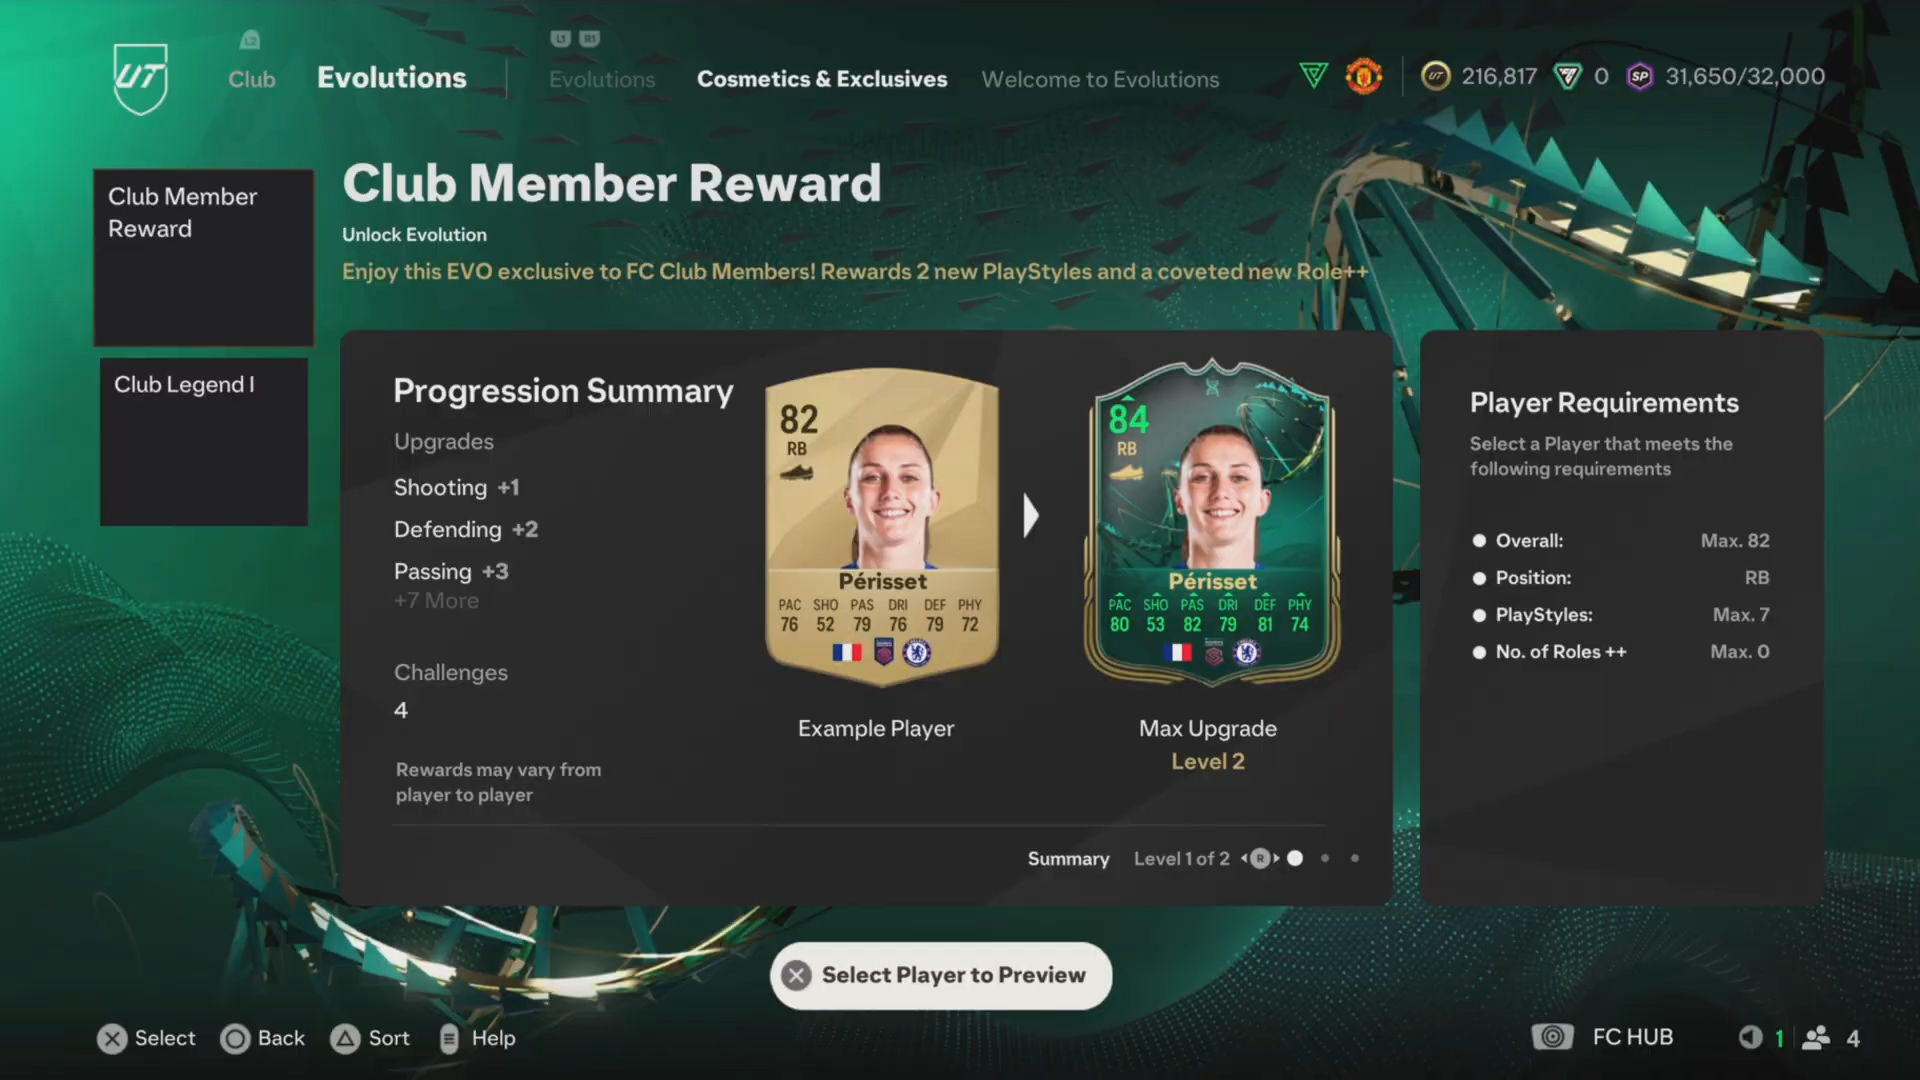 UT
L2
Club
Evolutions
L1 R1
Evolutions
Cosmetics & Exclusives
Welcome to Evolutions
UT 216,817
0
SP 31,650/32,000
Club Member
Reward
Club Legend I
Club Member Reward
Unlock Evolution
Enjoy this EVO exclusive to FC Club Members! Rewards 2 new PlayStyles and a coveted new Role++
Progression Summary
Upgrades
Shooting +1
Defending +2
Passing +3
+7 More
Challenges
4
Rewards may vary from
player to player
82
RB
Périsset
PAC SHO PAS DRI DEF PHY
76 52 79 76 79 72
Example Player
84
RB
Périsset
PAC SHO PAS DRI DEF PHY
80 53 82 79 81 74
Max Upgrade
Level 2
Summary Level 1 of 2 R
Player Requirements
Select a Player that meets the
following requirements
Overall: Max. 82
Position: RB
PlayStyles: Max. 7
No. of Roles ++ Max. 0
Select Player to Preview
Select Back Sort Help
FC HUB 1 4